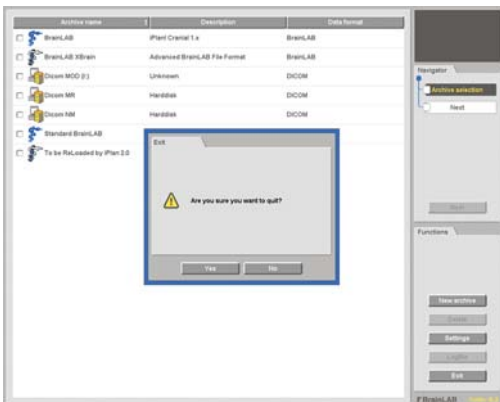 Archive name Description Data format
BrainLAB iPlan! Cranial 1.x BrainLAB
BrainLAB XBrain Advanced BrainLAB File Format BrainLAB
Dicom MOD (I:) Unknown DICOM
Dicom MR Harddisk DICOM
Dicom NM Harddisk DICOM
Standard BrainLAB
To be ReLoaded by iPlan 2.0
Exit
Are you sure you want to quit?
Yes No
Navigator
Archive selection
Next
Next
Functions
New archive
Delete
Settings
Logfile
Exit
BrainLAB